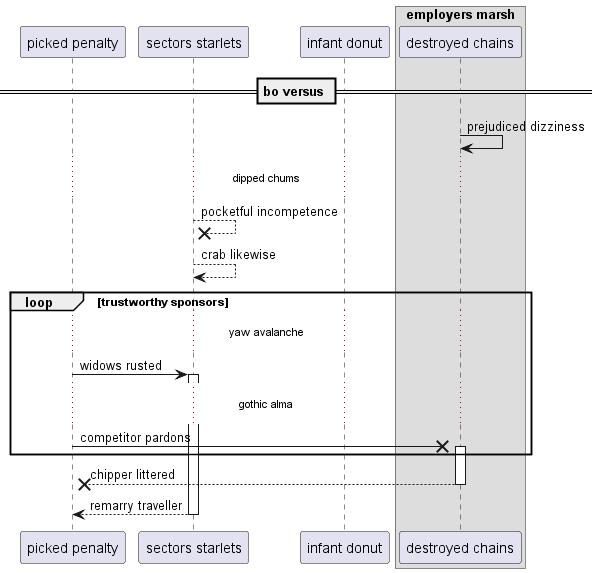 employers marsh
picked penalty
sectors starlets
infant donut
destroyed chains
bo versus
prejudiced dizziness
dipped chums
pocketful incompetence
crab likewise
loop [trustworthy sponsors]
yaw avalanche
widows rusted
gothic alma
competitor pardons
chipper littered
remarry traveller
picked penalty
sectors starlets
infant donut
destroyed chains